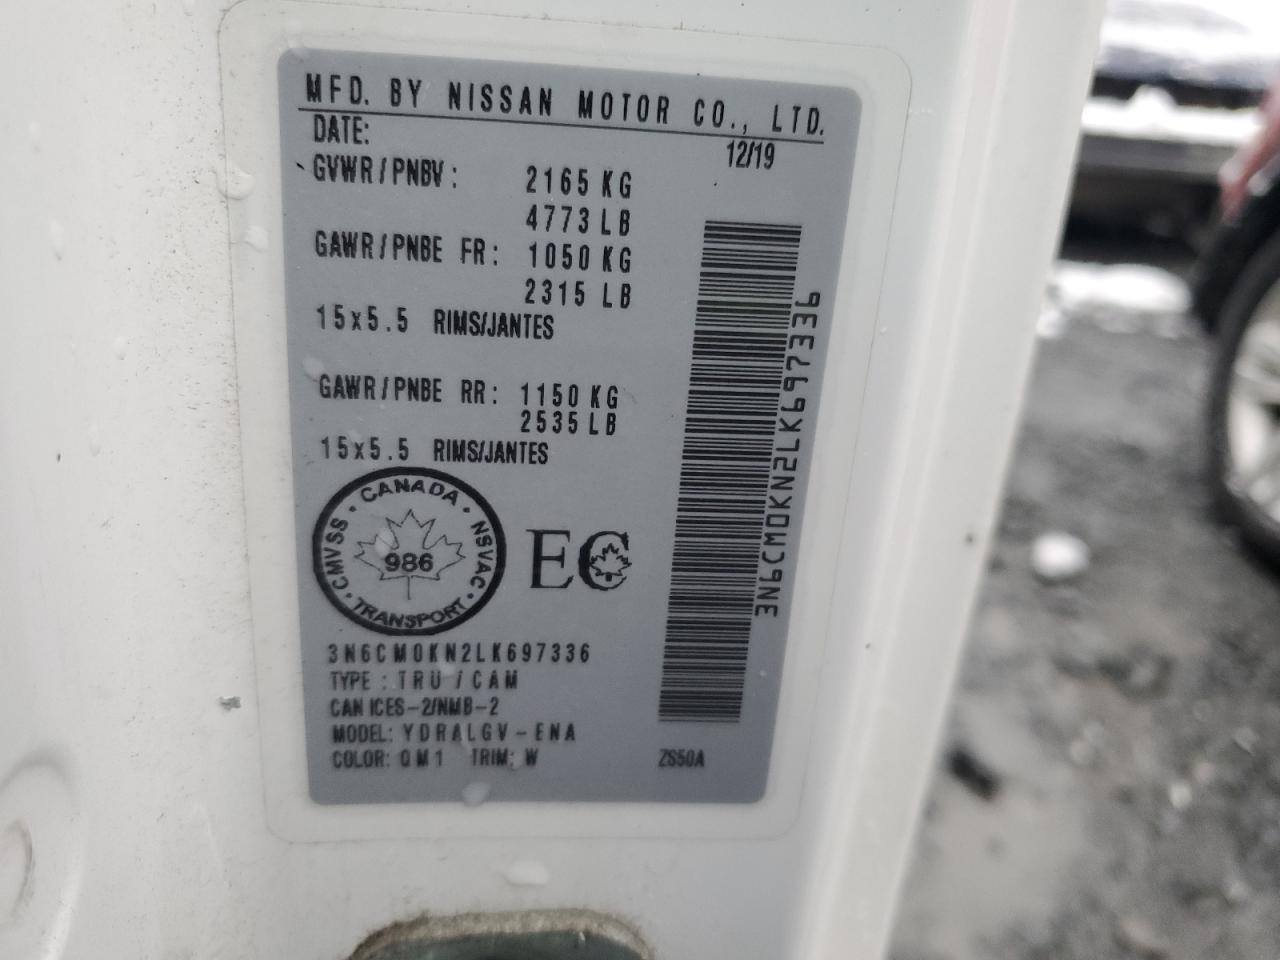 MFD. BY NISSAN MOTOR CO., LTD.
DATE: 12/19
GVWR/PNBV: 2165 KG
4773 LB
GAWR/PNBE FR: 1050 KG
2315 LB
15x5.5 RIMS/JANTES
GAWR/PNBE RR: 1150 KG
2535 LB
15x5.5 RIMS/JANTES
CANADA · NSVAC · TRANSPORT · CMVSS ·
986
EC
3N6CM0KN2LK697336
3N6CM0KN2LK697336
TYPE: TRU / CAM
CAN ICES-2/NMB-2
MODEL: YDRALGV-ENA
COLOR: QM1 TRIM: W ZS50A